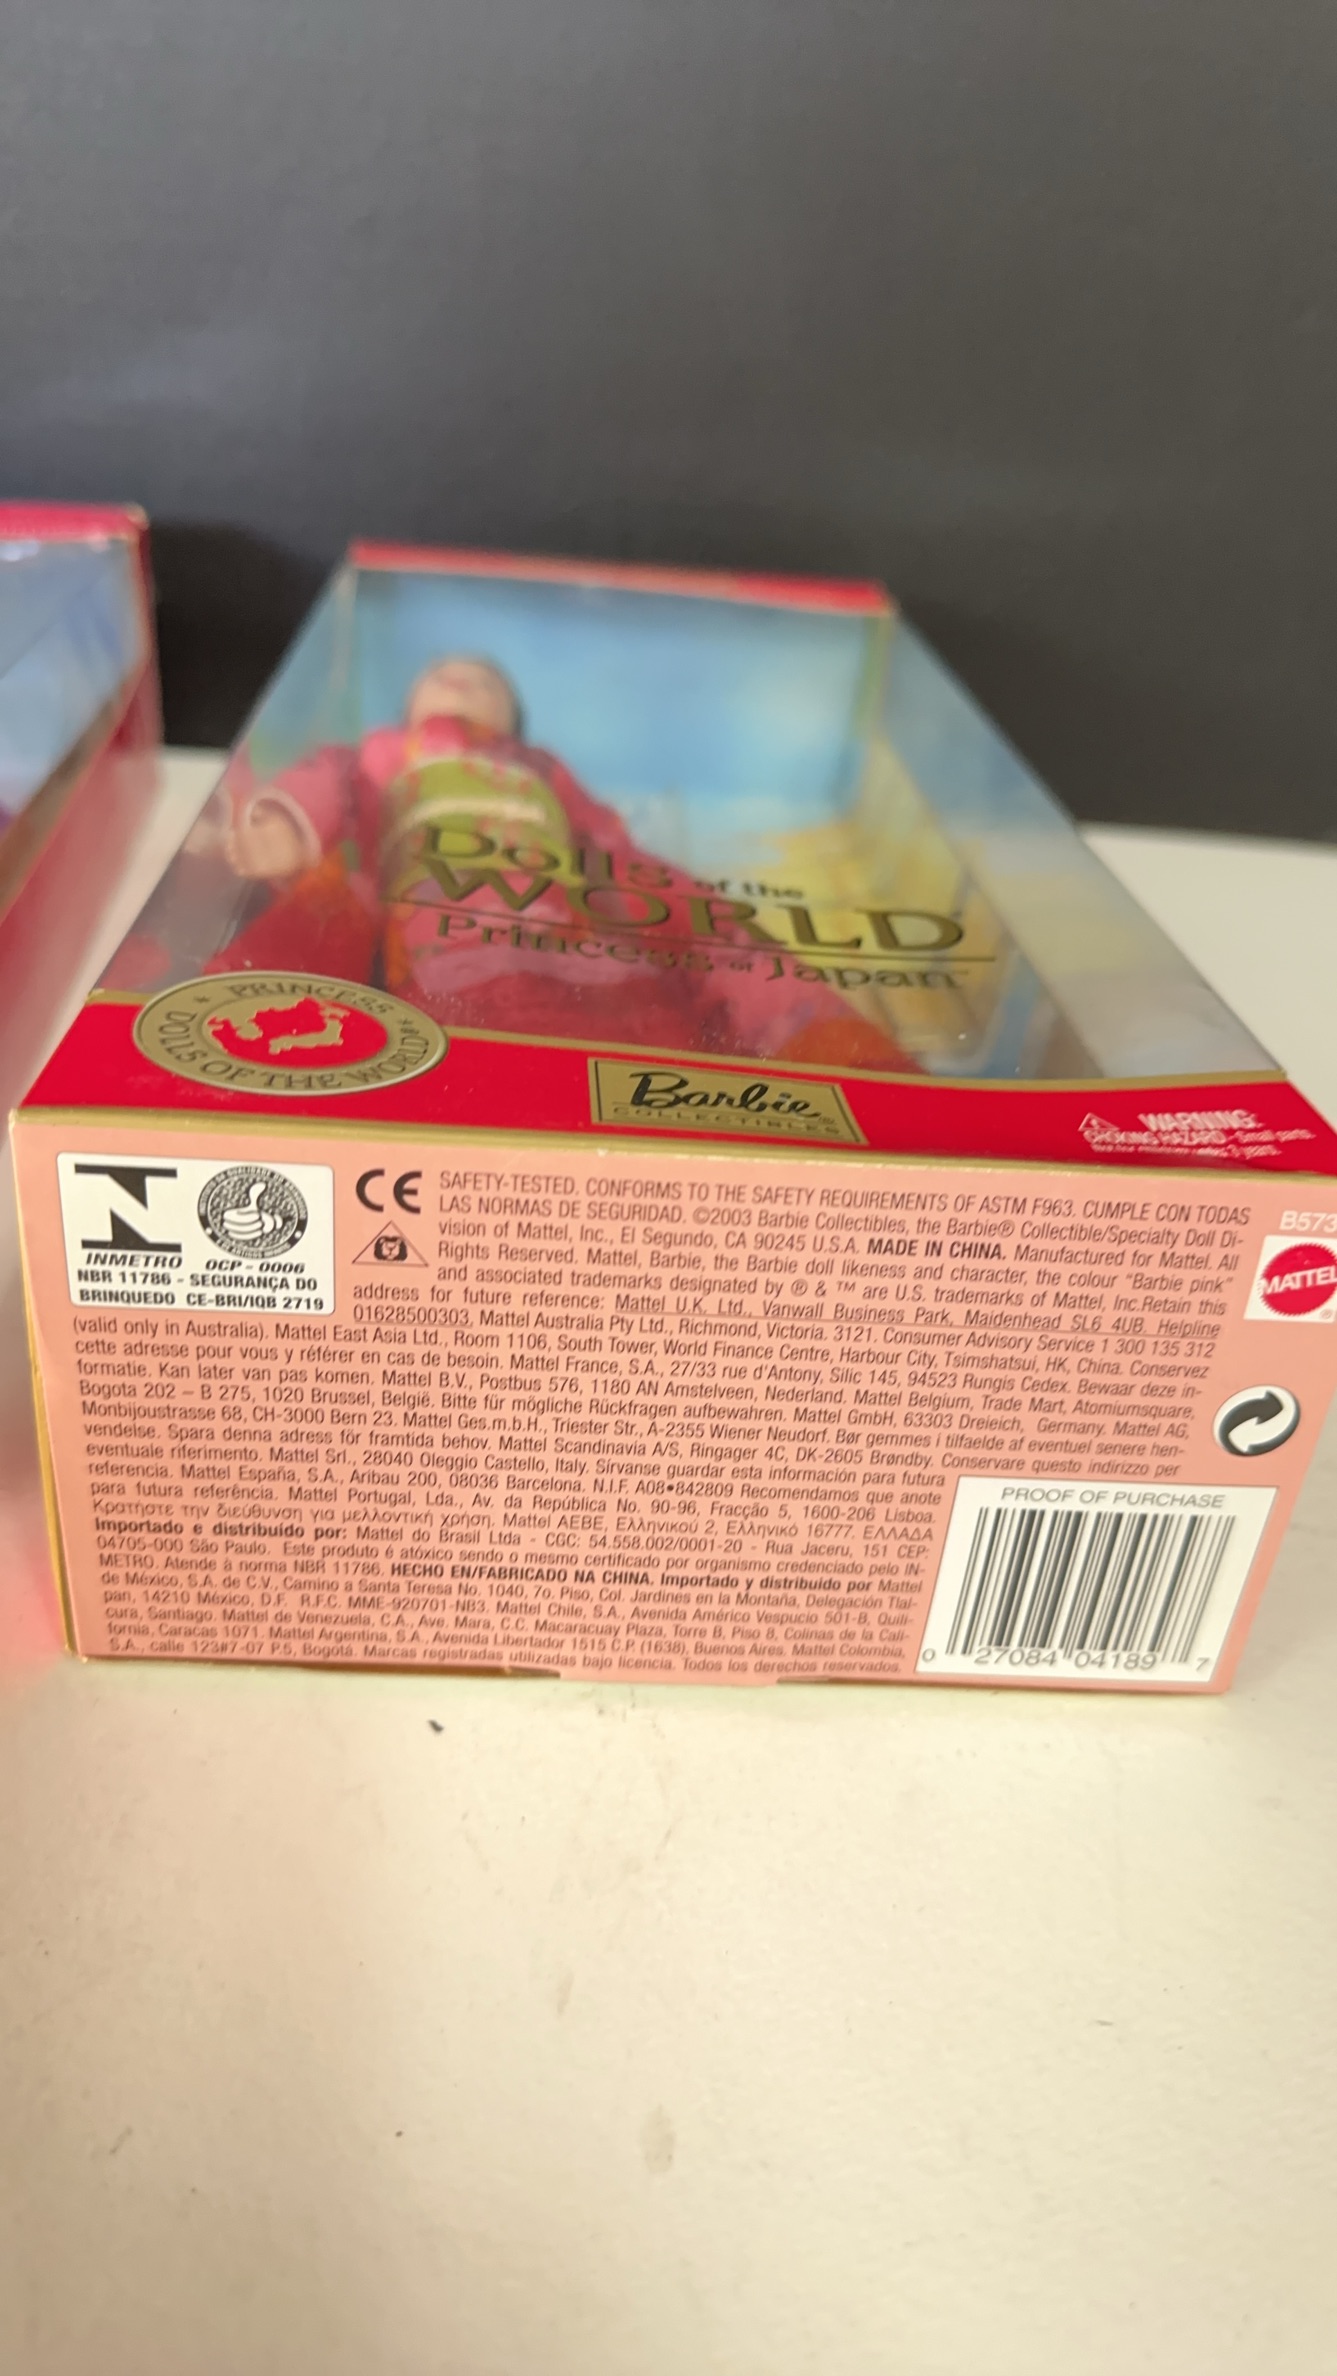 Dolls of the
WORLD
Princess of Japan™
PRINCESS
DOLLS OF THE WORLD®
Barbie®
COLLECTIBLES
WARNING:
CHOKING HAZARD - Small parts.
INMETRO OCP - 0006
NBR 11786 - SEGURANÇA DO
BRINQUEDO CE-BRI/IQB 2719
CE
SAFETY-TESTED. CONFORMS TO THE SAFETY REQUIREMENTS OF ASTM F963. CUMPLE CON TODAS
LAS NORMAS DE SEGURIDAD. ©2003 Barbie Collectibles, the Barbie® Collectible/Specialty Doll Di-
vision of Mattel, Inc., El Segundo, CA 90245 U.S.A. MADE IN CHINA. Manufactured for Mattel. All
Rights Reserved. Mattel, Barbie, the Barbie doll likeness and character, the colour "Barbie pink"
and associated trademarks designated by ® & ™ are U.S. trademarks of Mattel, Inc.Retain this
address for future reference: Mattel U.K. Ltd., Vanwall Business Park, Maidenhead SL6 4UB. Helpline
01628500303, Mattel Australia Pty Ltd., Richmond, Victoria. 3121. Consumer Advisory Service 1 300 135 312
(valid only in Australia). Mattel East Asia Ltd., Room 1106, South Tower, World Finance Centre, Harbour City, Tsimshatsui, HK, China. Conservez
cette adresse pour vous y référer en cas de besoin. Mattel France, S.A., 27/33 rue d'Antony, Silic 145, 94523 Rungis Cedex. Bewaar deze in-
formatie. Kan later van pas komen. Mattel B.V., Postbus 576, 1180 AN Amstelveen, Nederland. Mattel Belgium, Trade Mart, Atomiumsquare,
Bogota 202 – B 275, 1020 Brussel, België. Bitte für mögliche Rückfragen aufbewahren. Mattel GmbH, 63303 Dreieich, Germany. Mattel AG,
Monbijoustrasse 68, CH-3000 Bern 23. Mattel Ges.m.b.H., Triester Str., A-2355 Wiener Neudorf. Bør gemmes i tilfaelde af eventuel senere hen-
vendelse. Spara denna adress för framtida behov. Mattel Scandinavia A/S, Ringager 4C, DK-2605 Brøndby. Conservare questo indirizzo per
eventuale riferimento. Mattel Srl., 28040 Oleggio Castello, Italy. Sírvanse guardar esta información para futura
referencia. Mattel España, S.A., Aribau 200, 08036 Barcelona. N.I.F. A08•842809 Recomendamos que anote
para futura referência. Mattel Portugal, Lda., Av. da República No. 90-96, Fracção 5, 1600-206 Lisboa.
Κρατήστε την διεύθυνση για μελλοντική χρήση. Mattel AEBE, Ελληνικού 2, Ελληνικό 16777. ΕΛΛΑΔΑ
Importado e distribuído por: Mattel do Brasil Ltda - CGC: 54.558.002/0001-20 - Rua Jaceru, 151 CEP:
04705-000 São Paulo. Este produto é atóxico sendo o mesmo certificado por organismo credenciado pelo IN-
METRO. Atende à norma NBR 11786. HECHO EN/FABRICADO NA CHINA. Importado y distribuido por Mattel
de México, S.A. de C.V., Camino a Santa Teresa No. 1040, 7o. Piso, Col. Jardines en la Montaña, Delegación Tlal-
pan, 14210 México, D.F. R.F.C. MME-920701-NB3. Mattel Chile, S.A., Avenida Américo Vespucio 501-B, Quili-
cura, Santiago. Mattel de Venezuela, C.A., Ave. Mara, C.C. Macaracuay Plaza, Torre B, Piso 8, Colinas de la Cali-
fornia, Caracas 1071. Mattel Argentina, S.A., Avenida Libertador 1515 C.P. (1638), Buenos Aires. Mattel Colombia,
S.A., calle 123#7-07 P.5, Bogotá. Marcas registradas utilizadas bajo licencia. Todos los derechos reservados.
B573
MATTEL
®
PROOF OF PURCHASE
0 27084 04189 7